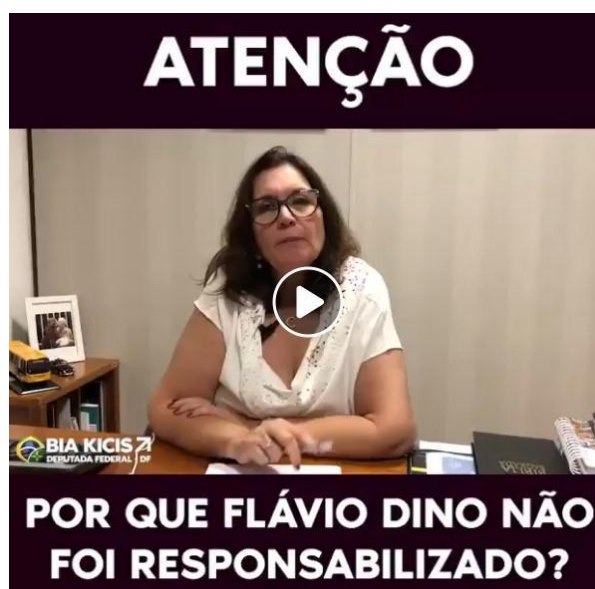 ATENÇÃO
BIA KICIS
DEPUTADA FEDERAL DF
POR QUE FLÁVIO DINO NÃO
FOI RESPONSABILIZADO?